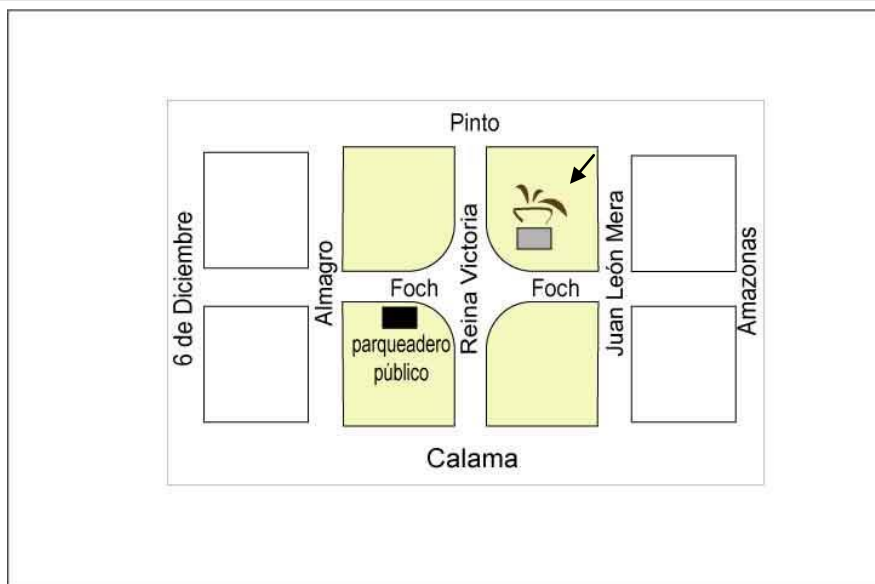 Pinto
6 de Diciembre
Almagro
Reina Victoria
Juan León Mera
Amazonas
Foch
Foch
parqueadero
público
Calama